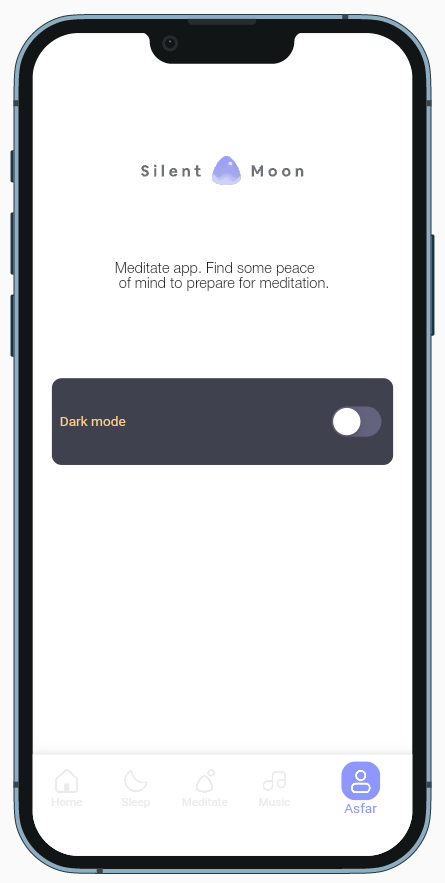 Silent Moon
Meditate app. Find some peace
of mind to prepare for meditation.
Dark mode
Home Sleep Meditate Music Asfar